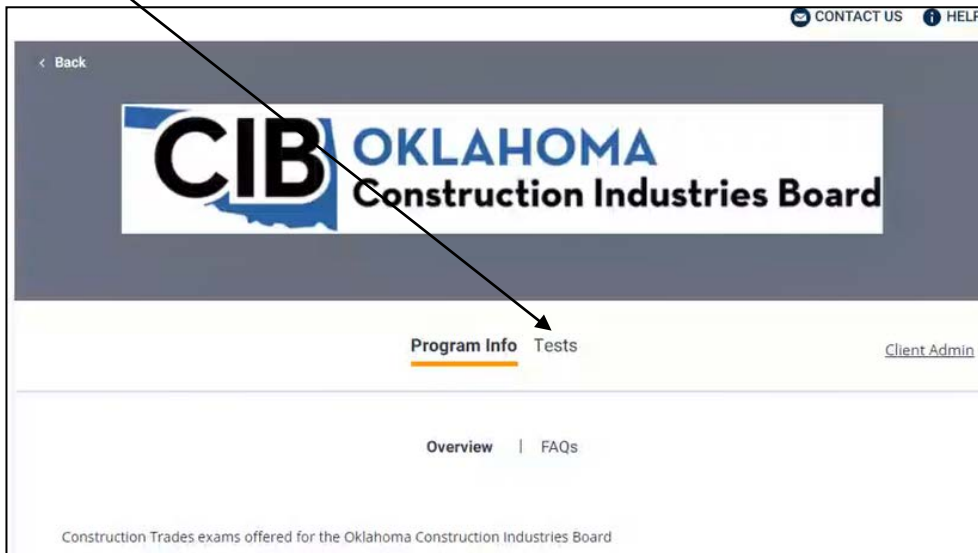 CONTACT US HELP
< Back
CIB OKLAHOMA
Construction Industries Board
Program Info Tests
Client Admin
Overview | FAQs
Construction Trades exams offered for the Oklahoma Construction Industries Board